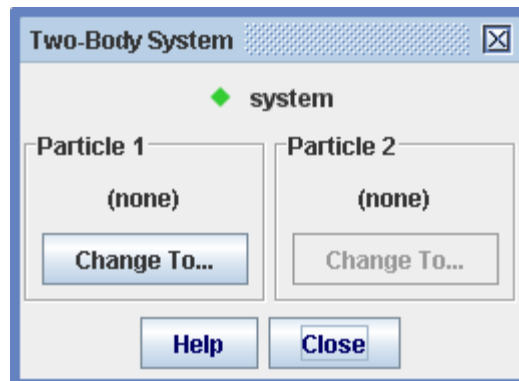 Two-Body System
system
Particle 1
Particle 2
(none)
(none)
Change To...
Change To...
Help
Close